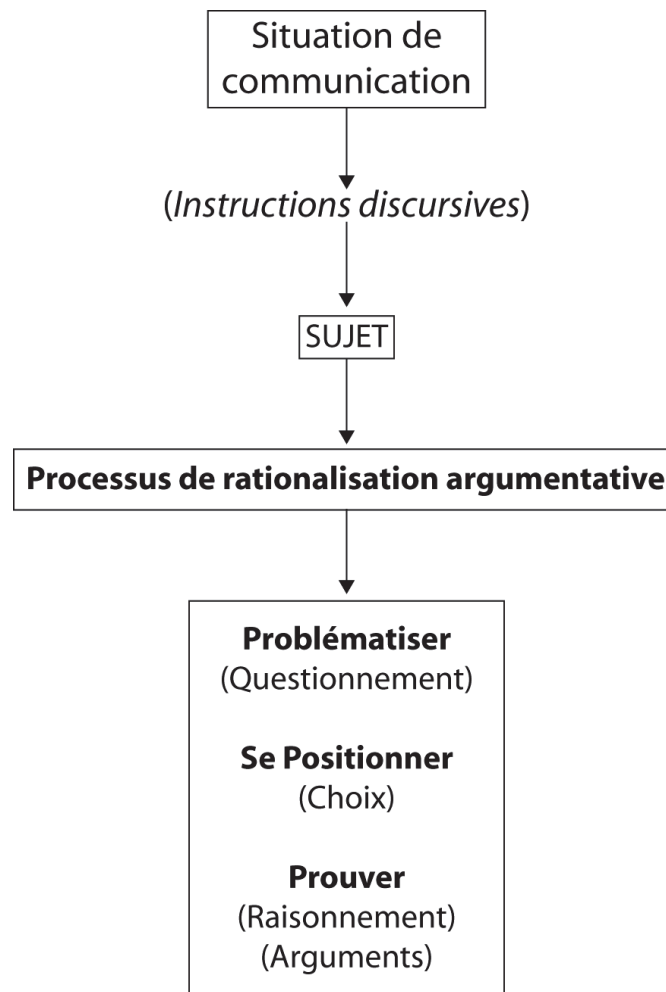 Situation de
communication
(Instructions discursives)
SUJET
Processus de rationalisation argumentative
Problématiser
(Questionnement)
Se Positionner
(Choix)
Prouver
(Raisonnement)
(Arguments)